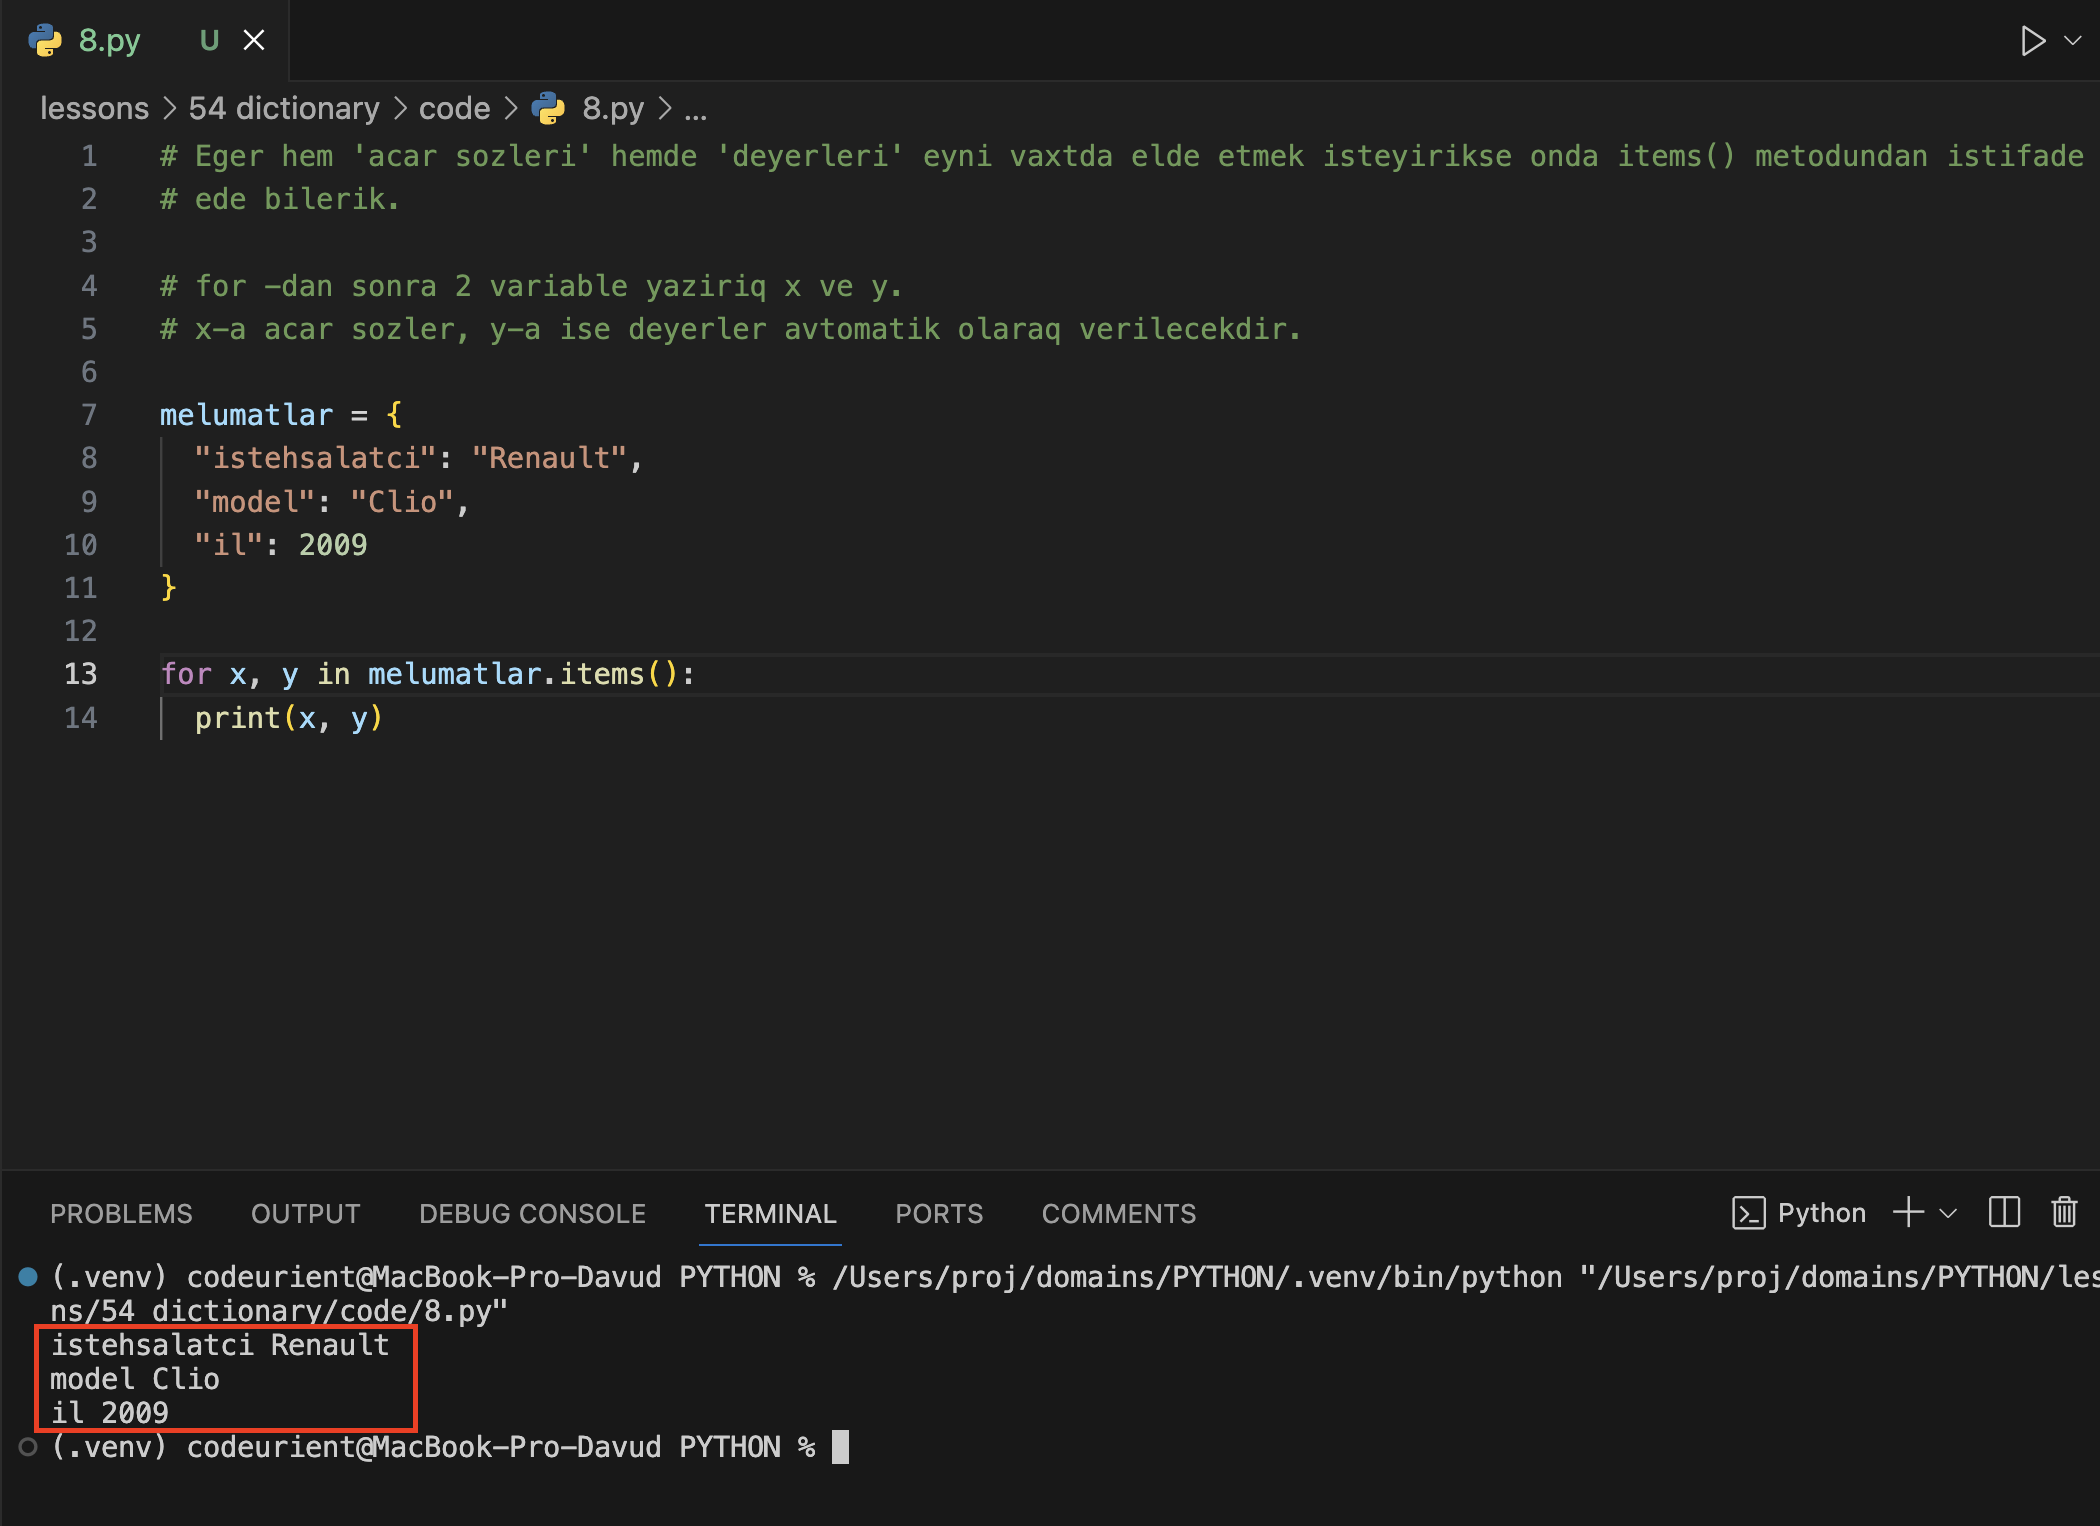 8.py U
lessons > 54 dictionary > code > 8.py > ...
1 # Eger hem 'acar sozleri' hemde 'deyerleri' eyni vaxtda elde etmek isteyirikse onda items() metodundan istifade
2 # ede bilerik.
3
4 # for -dan sonra 2 variable yaziriq x ve y.
5 # x-a acar sozler, y-a ise deyerler avtomatik olaraq verilecekdir.
6
7 melumatlar = {
8   "istehsalatci": "Renault",
9   "model": "Clio",
10   "il": 2009
11 }
12
13 for x, y in melumatlar.items():
14   print(x, y)
PROBLEMS OUTPUT DEBUG CONSOLE TERMINAL PORTS COMMENTS Python
(.venv) codeurient@MacBook-Pro-Davud PYTHON % /Users/proj/domains/PYTHON/.venv/bin/python "/Users/proj/domains/PYTHON/les
ns/54 dictionary/code/8.py"
istehsalatci Renault
model Clio
il 2009
(.venv) codeurient@MacBook-Pro-Davud PYTHON %